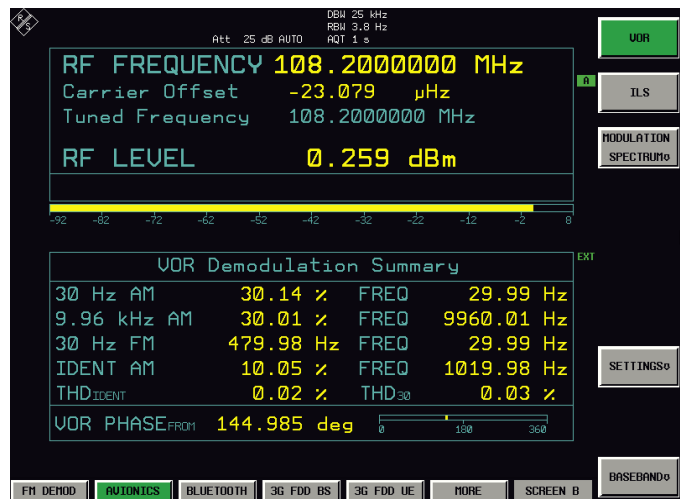 DBW 25 kHz
RBW 3.8 Hz
Att 25 dB AUTO AQT 1 s
RF FREQUENCY 108.2000000 MHz
Carrier Offset -23.079 µHz
Tuned Frequency 108.2000000 MHz
RF LEVEL 0.259 dBm
-92 -82 -72 -62 -52 -42 -32 -22 -12 -2 8
VOR Demodulation Summary
30 Hz AM 30.14 % FREQ 29.99 Hz
9.96 kHz AM 30.01 % FREQ 9960.01 Hz
30 Hz FM 479.98 Hz FREQ 29.99 Hz
IDENT AM 10.05 % FREQ 1019.98 Hz
THD IDENT 0.02 % THD 30 0.03 %
VOR PHASE FROM 144.985 deg 0 180 360
A
EXT
VOR
ILS
MODULATION
SPECTRUM
SETTINGS
BASEBAND
FM DEMOD AVIONICS BLUETOOTH 3G FDD BS 3G FDD UE MORE SCREEN B